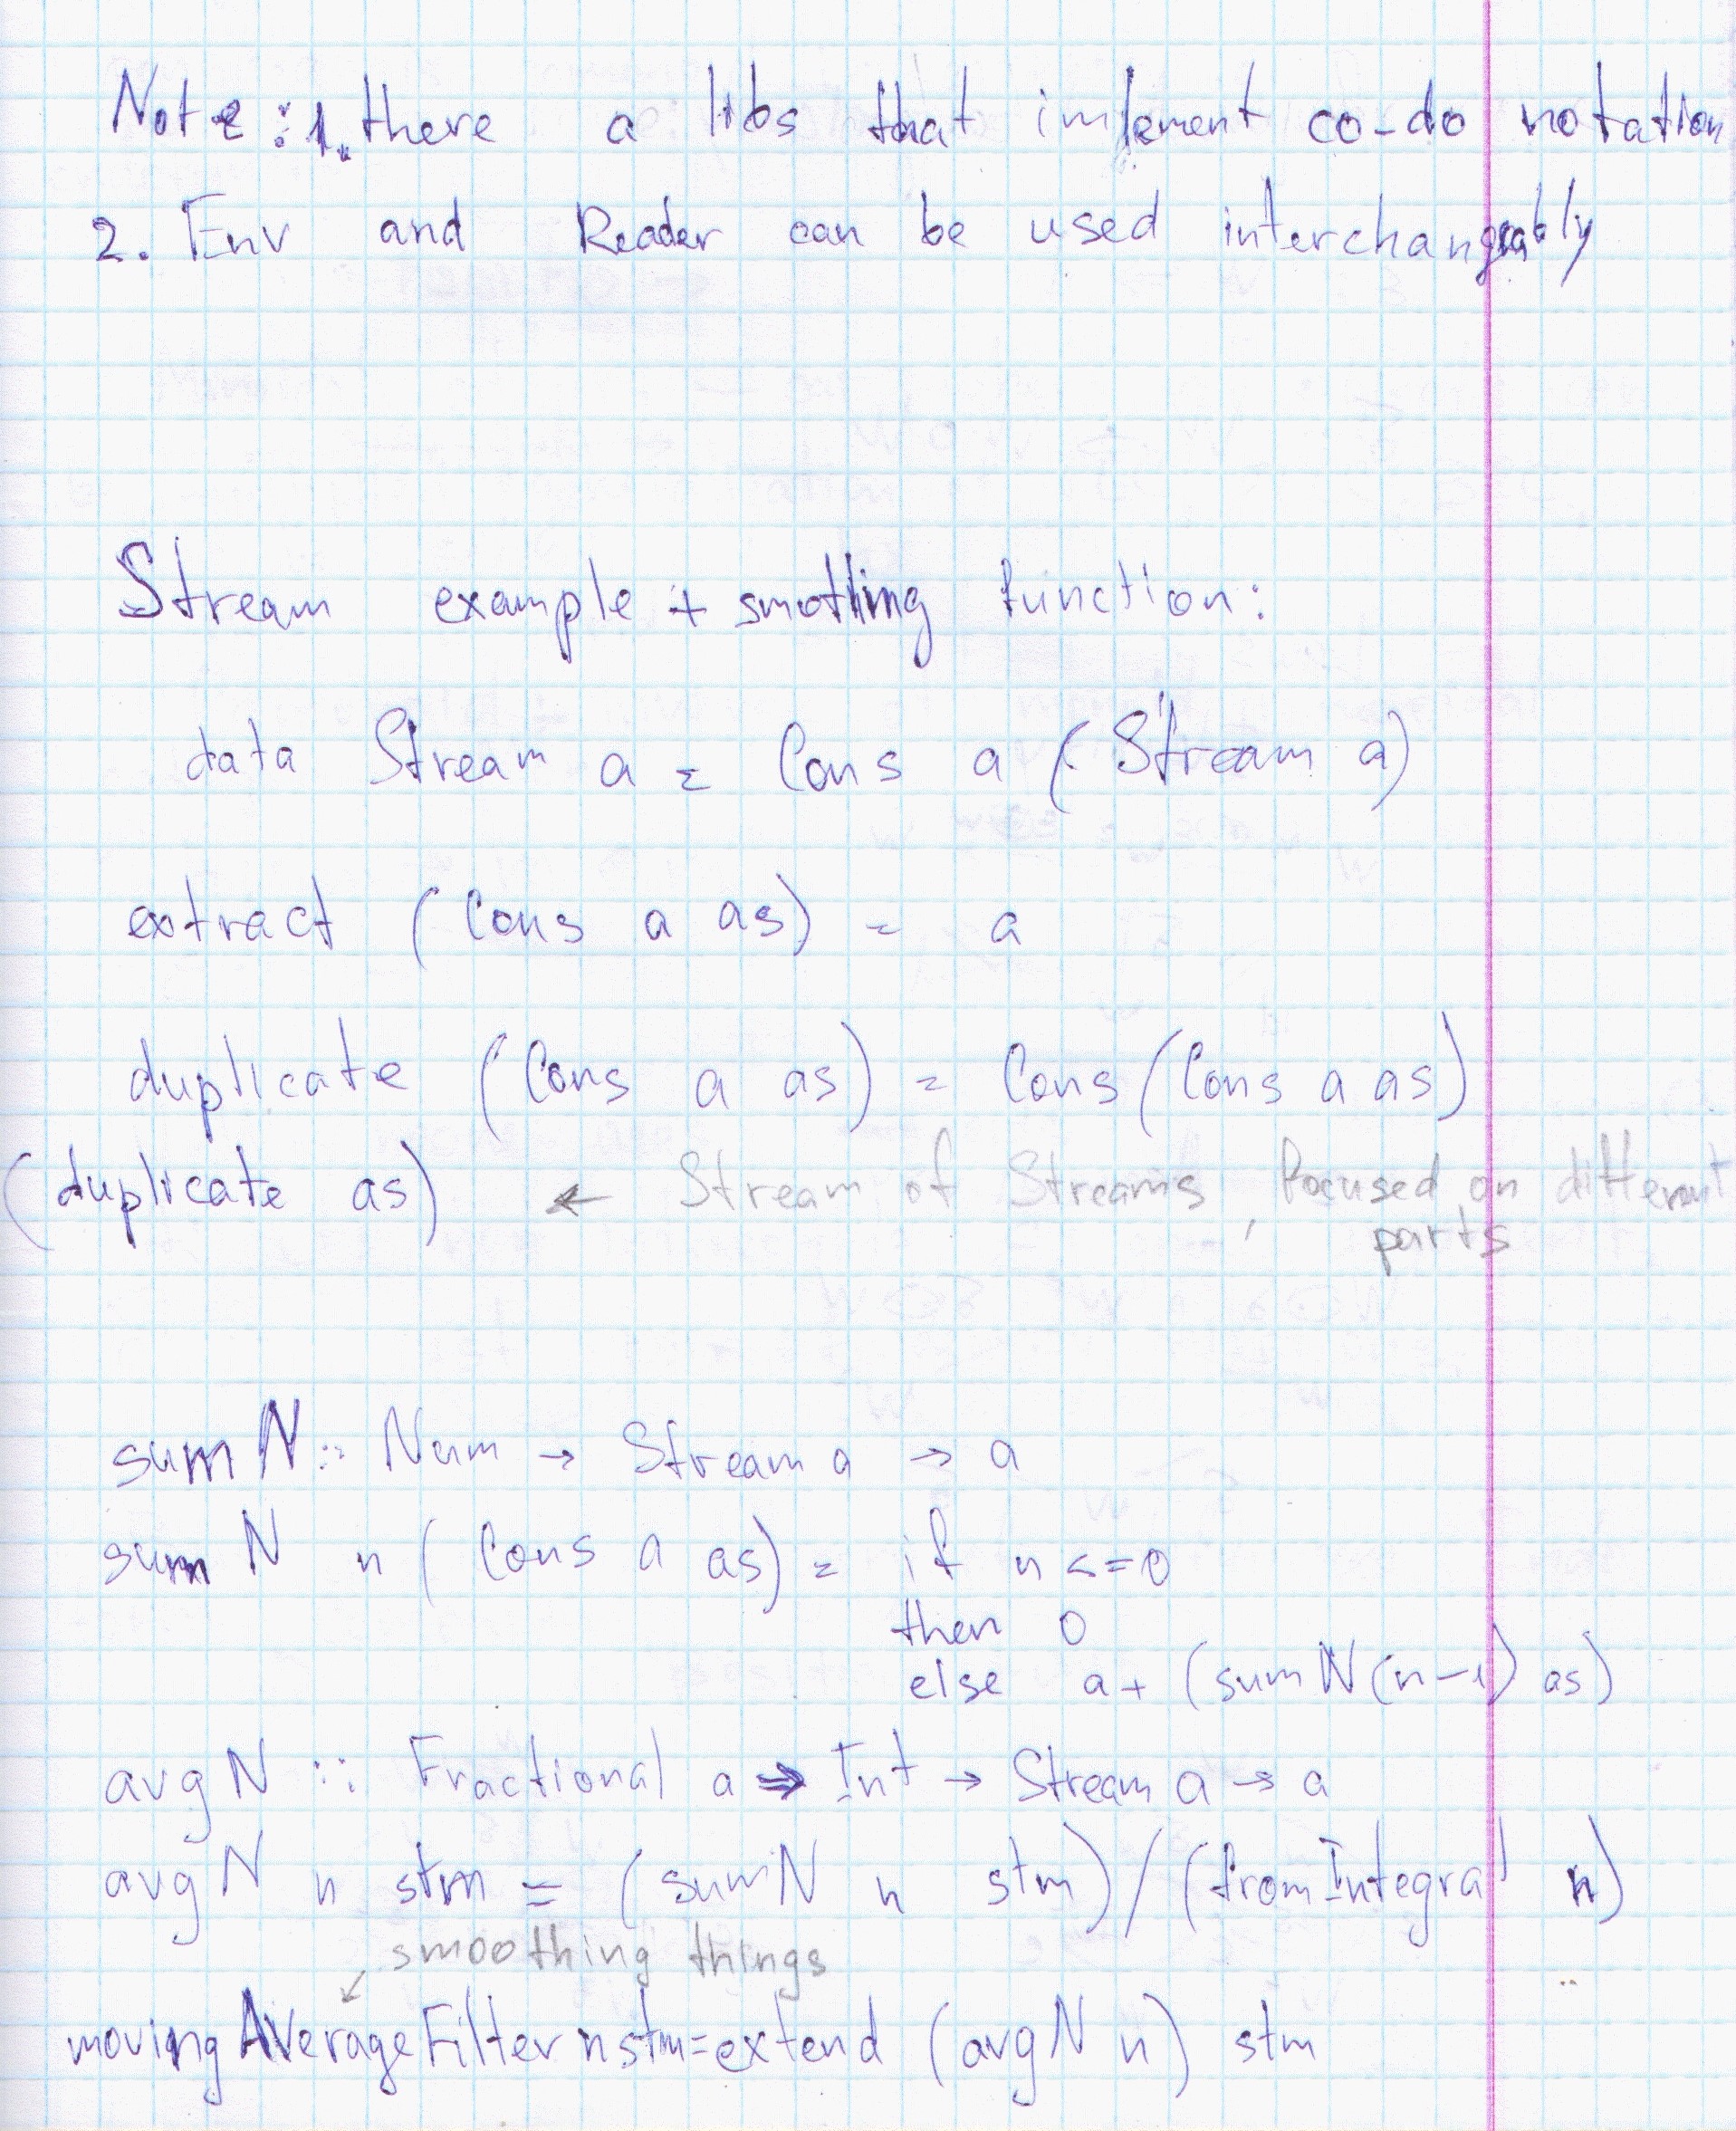 Note: 1. there a libs that implement co-do notation
2. Env and Reader can be used interchangeably
Stream example + smothing function:
data Stream a = Cons a (Stream a)
extract (Cons a as) = a
duplicate (Cons a as) = Cons (Cons a as)
(duplicate as) ← Stream of Streams, focused on different
parts
sumN :: Num → Stream a → a
sumN n (Cons a as) = if n <= 0
then 0
else a + (sumN (n-1) as)
avgN :: Fractional a => Int → Stream a → a
avgN n stm = (sumN n stm) / (fromIntegral n)
↙ smoothing things
movingAverageFilter n stm = extend (avgN n) stm